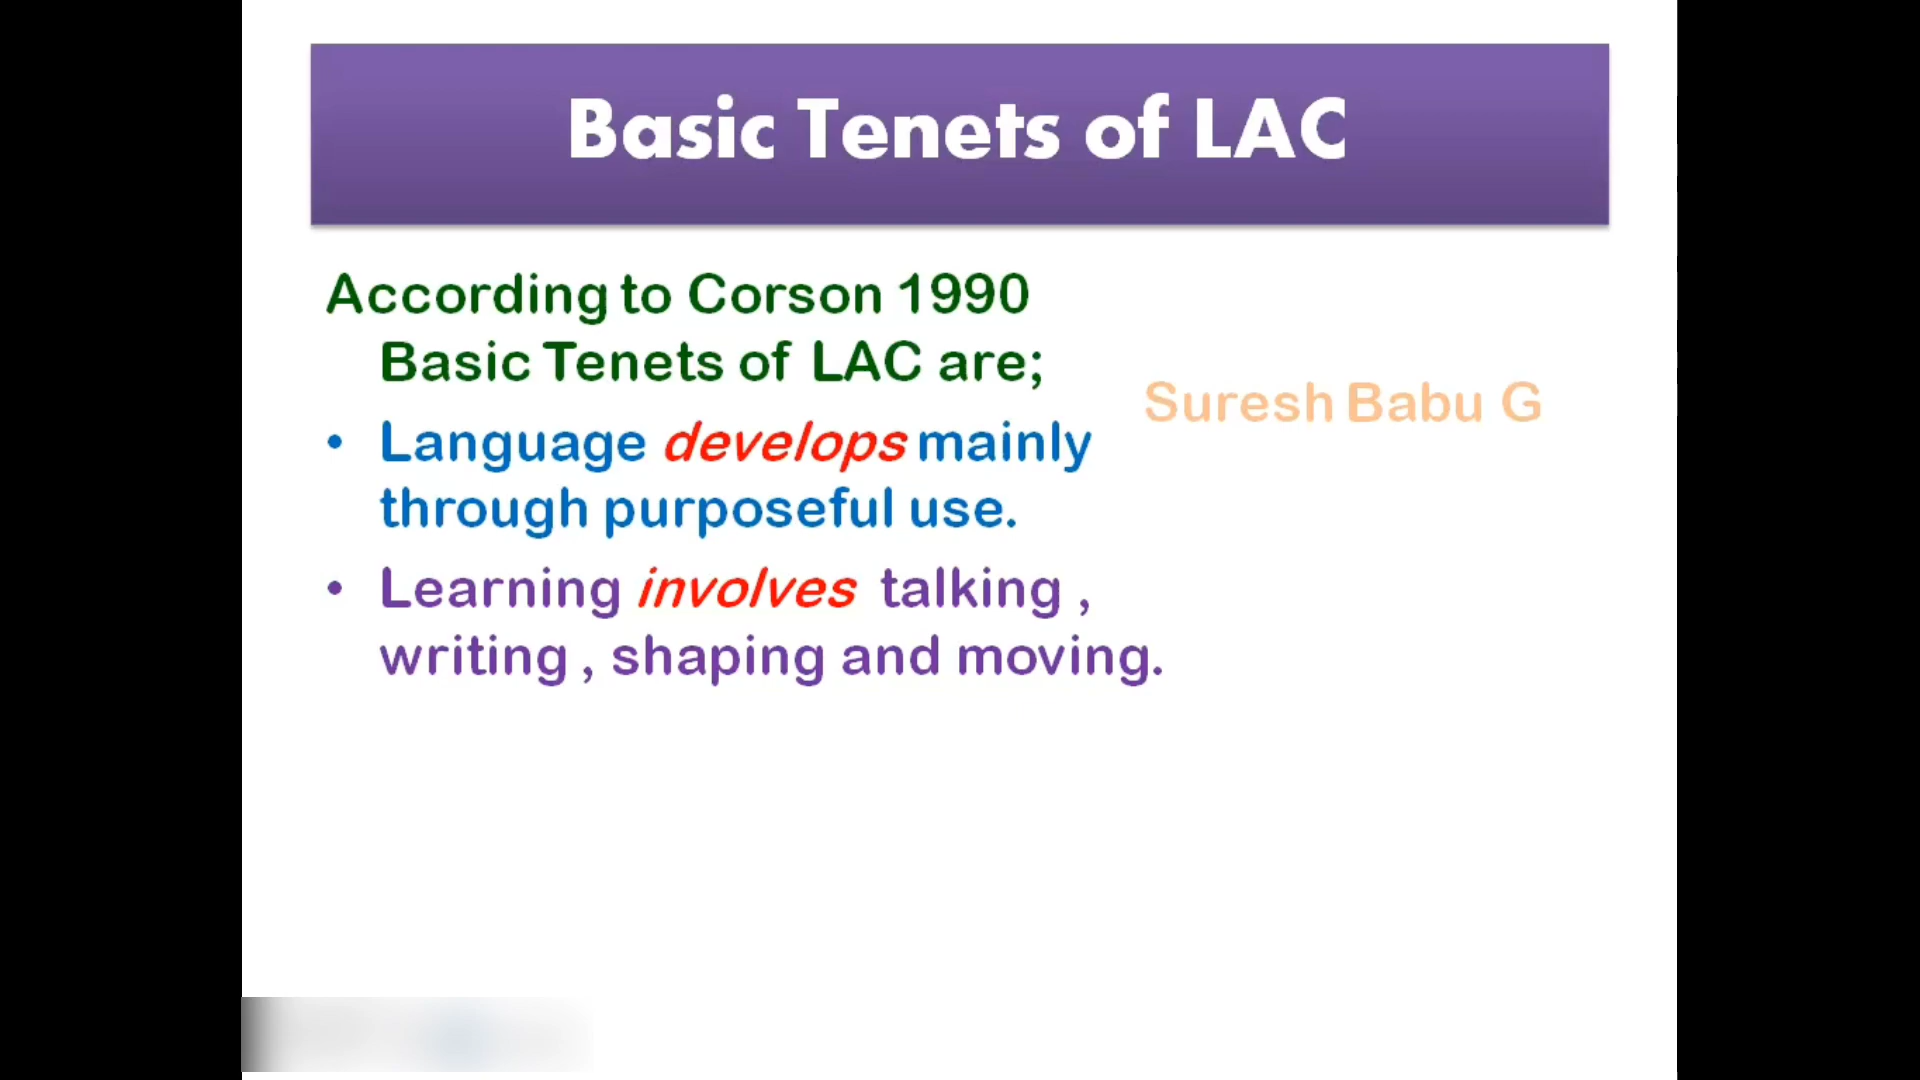 Basic Tenets of LAC
According to Corson 1990
Basic Tenets of LAC are;
Suresh Babu G
• Language develops mainly
through purposeful use.
• Learning involves talking ,
writing , shaping and moving.